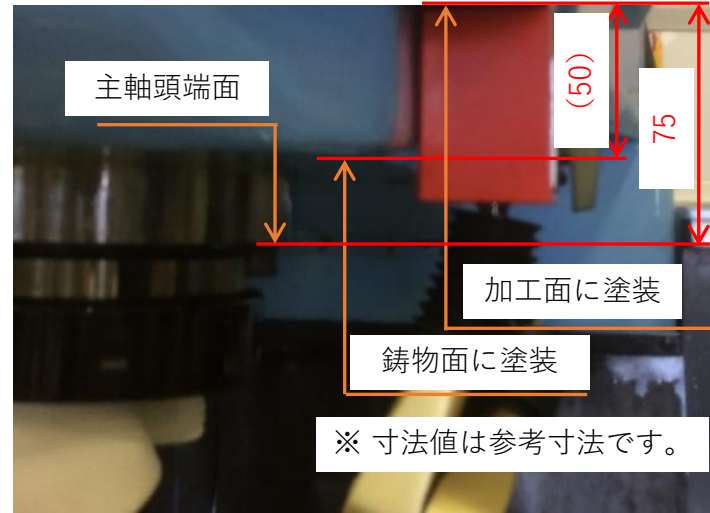 主軸頭端面
(50)
75
加工面に塗装
鋳物面に塗装
※ 寸法値は参考寸法です。